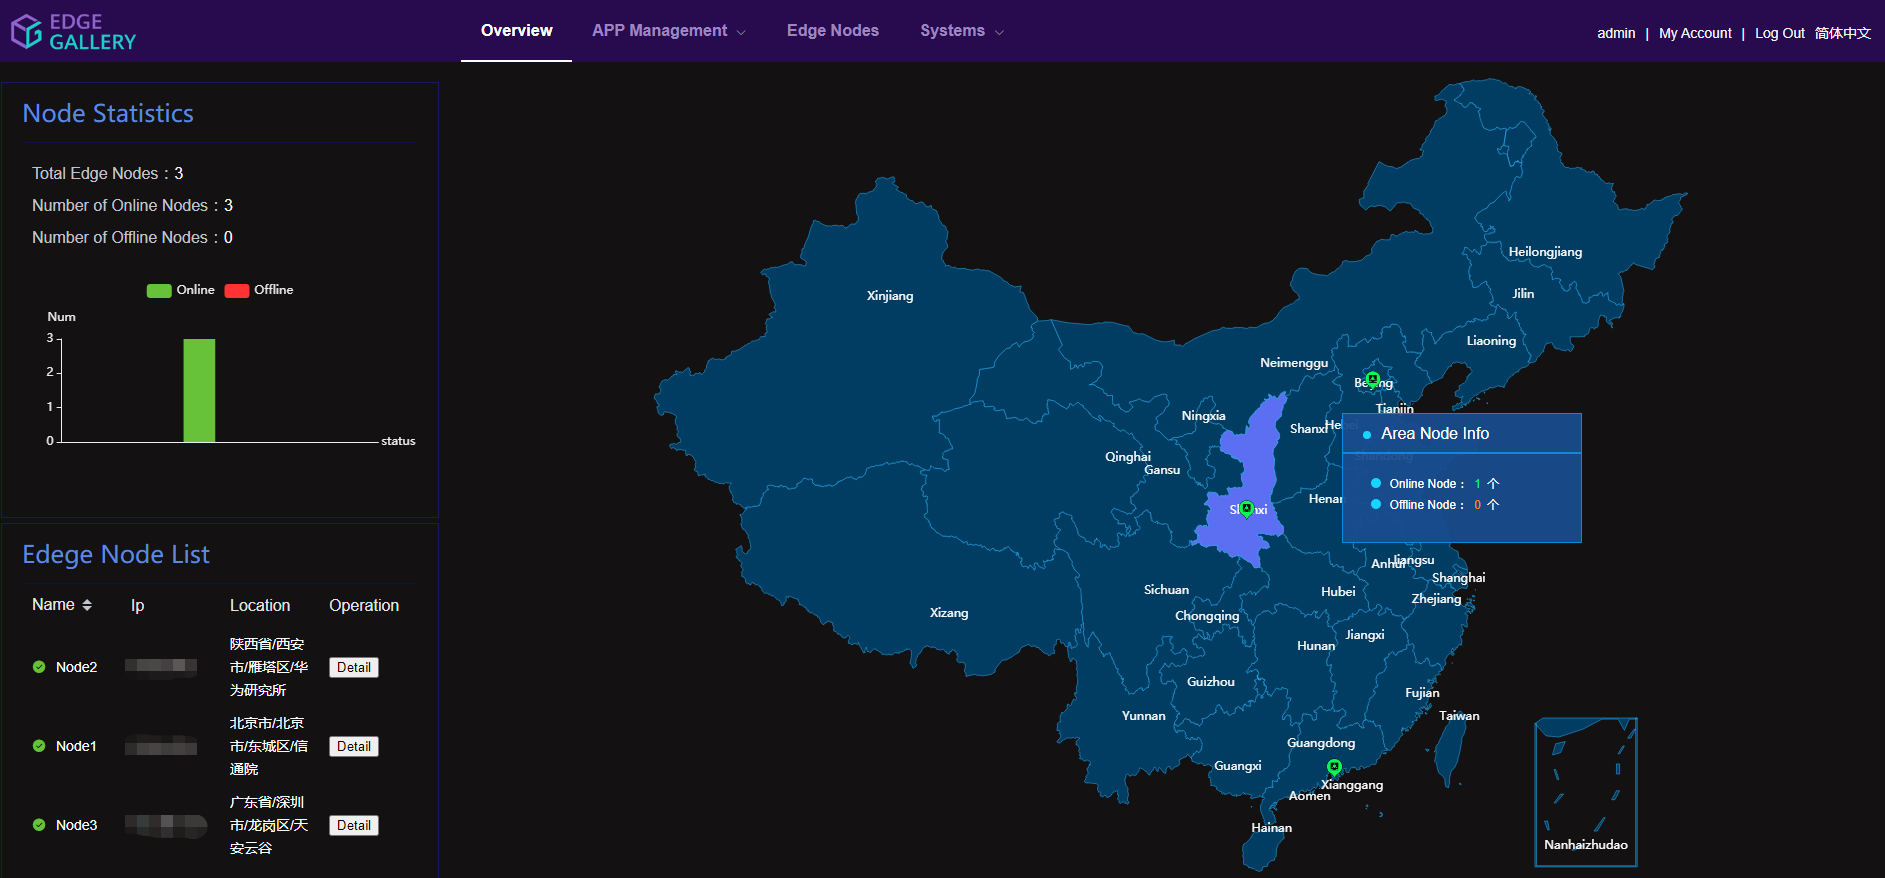 EDGE
GALLERY
Overview
APP Management
Edge Nodes
Systems
admin | My Account | Log Out 简体中文
Node Statistics
Total Edge Nodes：3
Number of Online Nodes：3
Number of Offline Nodes：0
Online
Offline
Num
3
2
1
0
status
Edege Node List
Name Ip Location Operation
陕西省/西安
市/雁塔区/华
为研究所
Node2
Detail
北京市/北京
市/东城区/信
通院
Node1
Detail
广东省/深圳
市/龙岗区/天
安云谷
Node3
Detail
Heilongjiang
Jilin
Xinjiang
Liaoning
Neimenggu
Beijing
Tianjin
Ningxia
Shanxi
Hebei
Area Node Info
Qinghai
Gansu
Shandong
Online Node： 1 个
Offline Node： 0 个
Henan
Shanxi
Anhui
Jiangsu
Shanghai
Sichuan
Hubei
Zhejiang
Xizang
Chongqing
Jiangxi
Hunan
Guizhou
Fujian
Yunnan
Taiwan
Guangdong
Guangxi
Xianggang
Aomen
Hainan
Nanhaizhudao